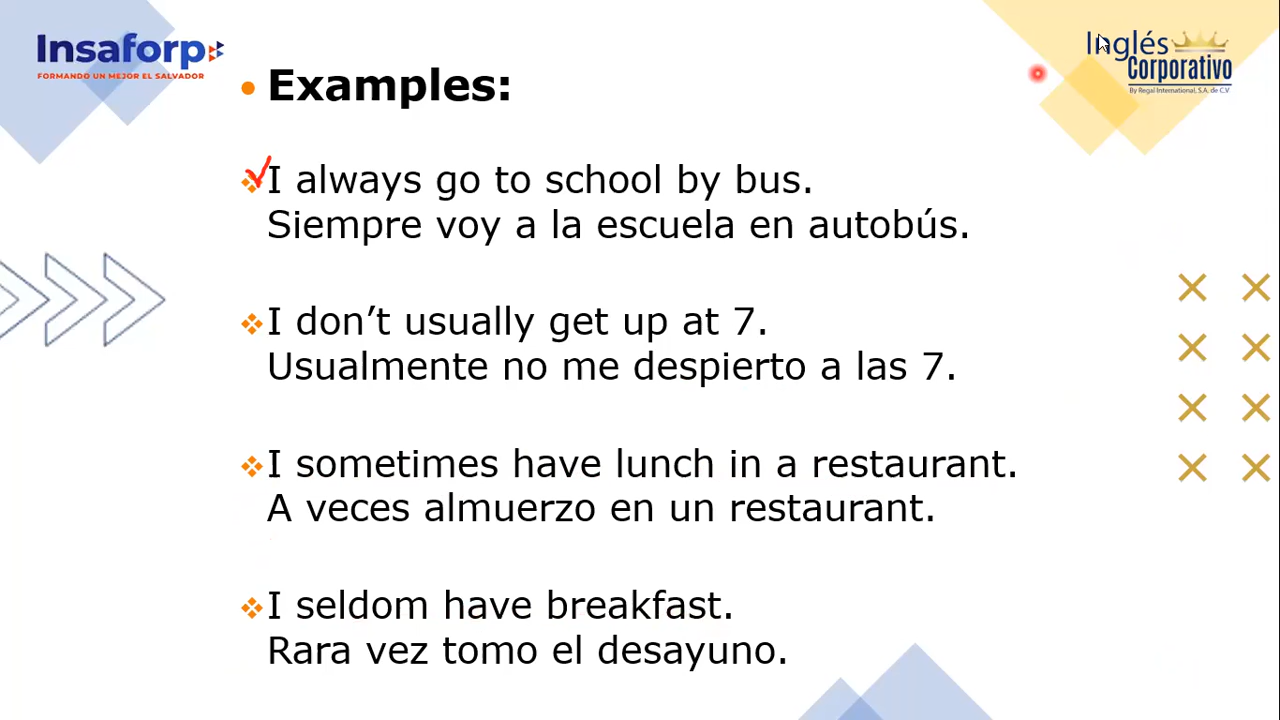 Insaforp
FORMANDO UN MEJOR EL SALVADOR
Inglés
Corporativo
By Regal International, S.A. de C.V
Examples:
I always go to school by bus.
Siempre voy a la escuela en autobús.
I don’t usually get up at 7.
Usualmente no me despierto a las 7.
I sometimes have lunch in a restaurant.
A veces almuerzo en un restaurant.
I seldom have breakfast.
Rara vez tomo el desayuno.